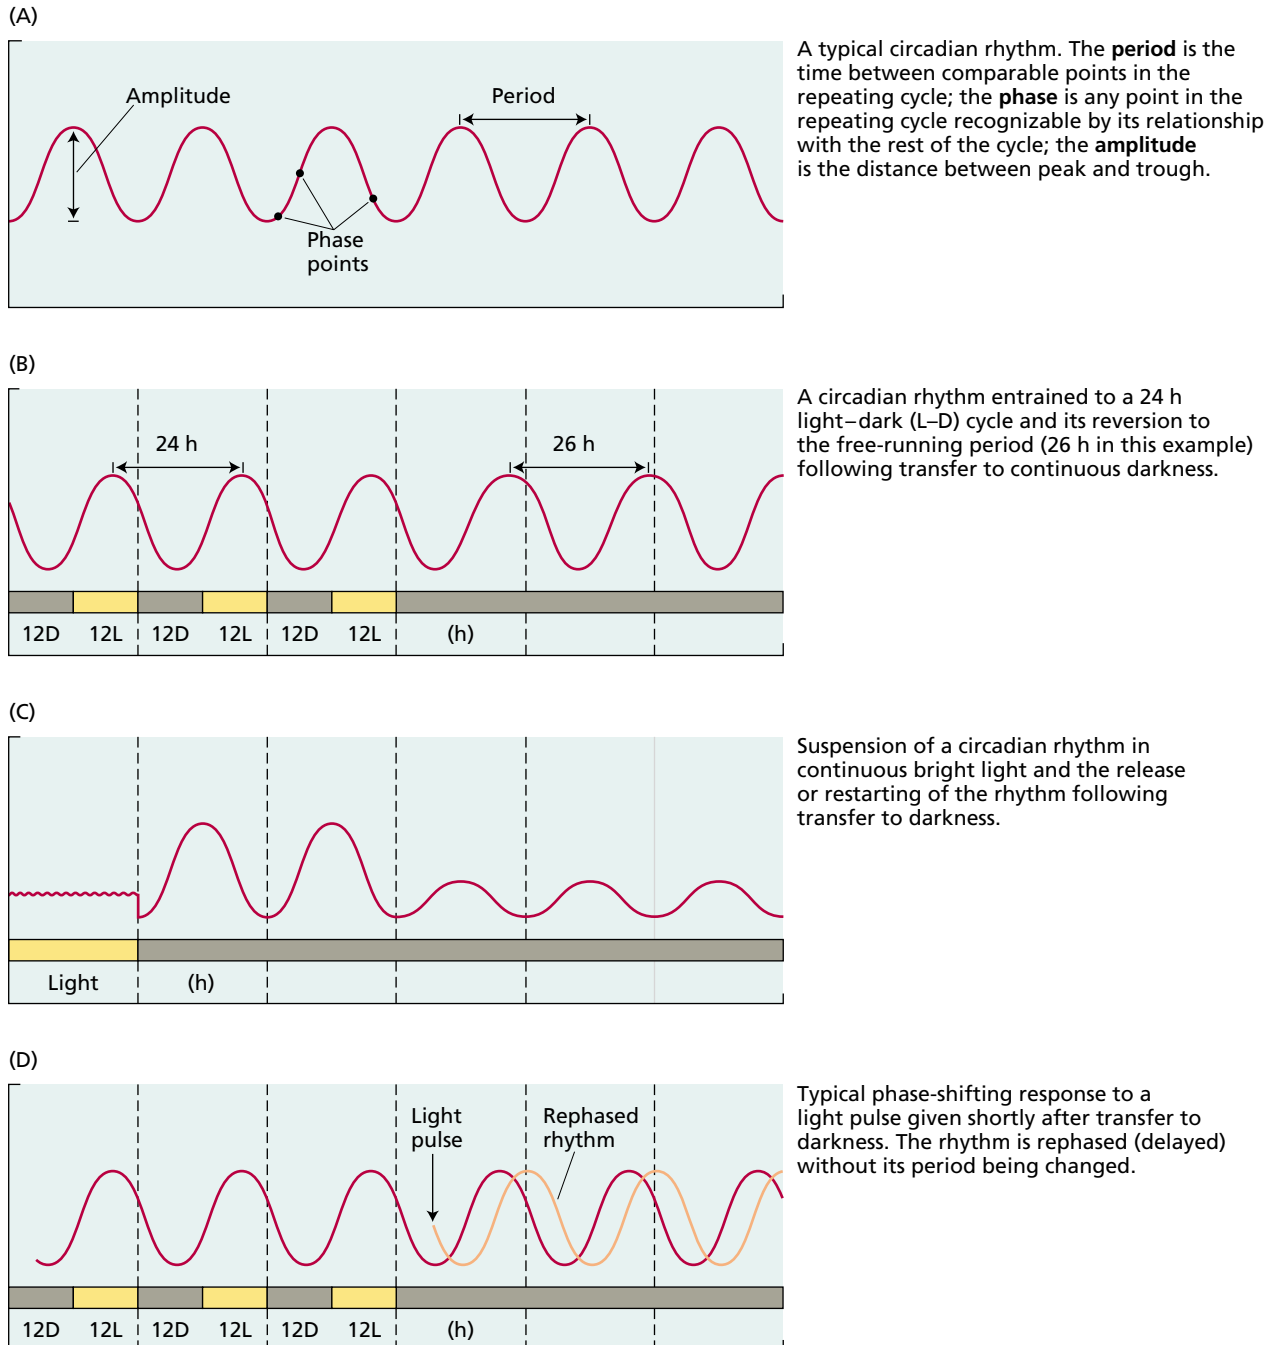 (A)
Amplitude
Period
Phase
points
A typical circadian rhythm. The period is the
time between comparable points in the
repeating cycle; the phase is any point in the
repeating cycle recognizable by its relationship
with the rest of the cycle; the amplitude
is the distance between peak and trough.
(B)
24 h
26 h
12D 12L 12D 12L 12D 12L (h)
A circadian rhythm entrained to a 24 h
light–dark (L–D) cycle and its reversion to
the free-running period (26 h in this example)
following transfer to continuous darkness.
(C)
Light (h)
Suspension of a circadian rhythm in
continuous bright light and the release
or restarting of the rhythm following
transfer to darkness.
(D)
Light
pulse
Rephased
rhythm
12D 12L 12D 12L 12D 12L (h)
Typical phase-shifting response to a
light pulse given shortly after transfer to
darkness. The rhythm is rephased (delayed)
without its period being changed.